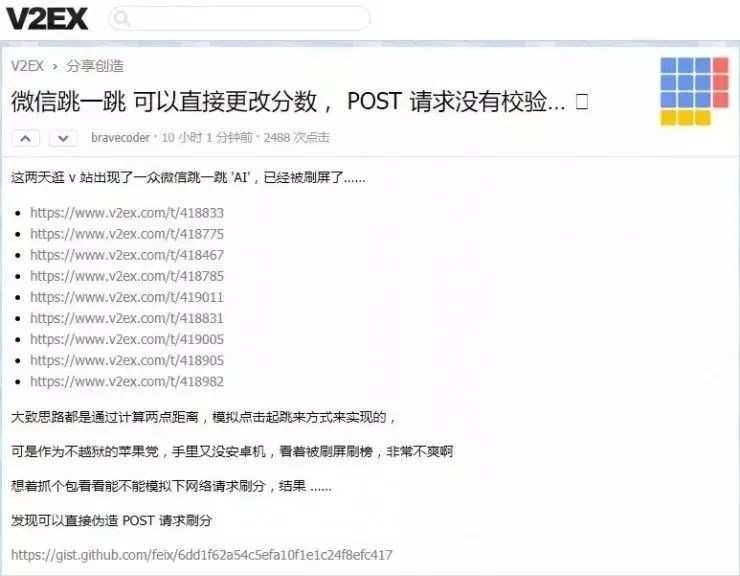 V2EX
V2EX › 分享创造
微信跳一跳 可以直接更改分数， POST 请求没有校验...
bravecoder · 10 小时 1 分钟前 · 2488 次点击
这两天逛 v 站出现了一众微信跳一跳 'AI'，已经被刷屏了......
https://www.v2ex.com/t/418833
https://www.v2ex.com/t/418775
https://www.v2ex.com/t/418467
https://www.v2ex.com/t/418785
https://www.v2ex.com/t/419011
https://www.v2ex.com/t/418831
https://www.v2ex.com/t/419005
https://www.v2ex.com/t/418905
https://www.v2ex.com/t/418982
大致思路都是通过计算两点距离，模拟点击起跳来方式来实现的，
可是作为不越狱的苹果党，手里又没安卓机，看着被刷屏刷榜，非常不爽啊
想着抓个包看看能不能模拟下网络请求刷分，结果 ......
发现可以直接伪造 POST 请求刷分
https://gist.github.com/feix/6dd1f62a54c5efa10f1e1c24f8efc417